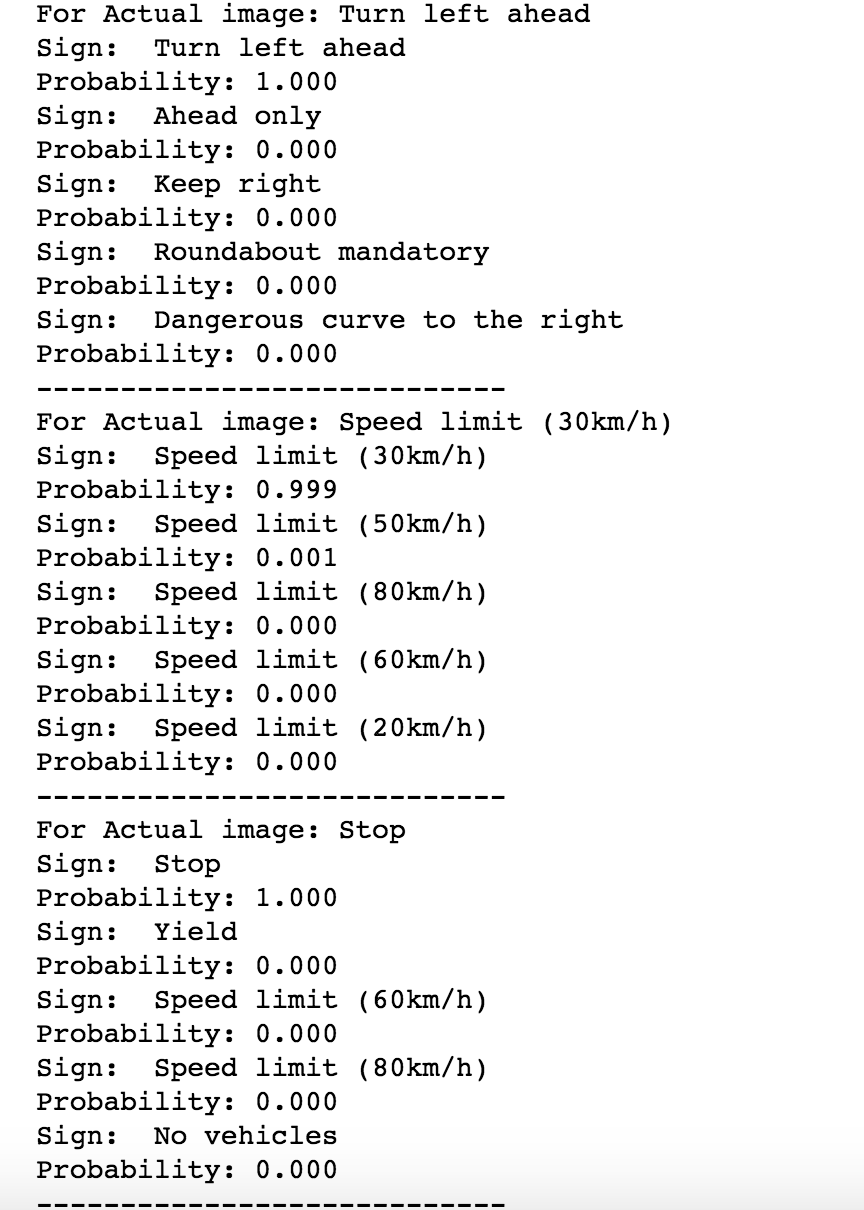 For Actual image: Turn left ahead
Sign:  Turn left ahead
Probability: 1.000
Sign:  Ahead only
Probability: 0.000
Sign:  Keep right
Probability: 0.000
Sign:  Roundabout mandatory
Probability: 0.000
Sign:  Dangerous curve to the right
Probability: 0.000
----------------------------
For Actual image: Speed limit (30km/h)
Sign:  Speed limit (30km/h)
Probability: 0.999
Sign:  Speed limit (50km/h)
Probability: 0.001
Sign:  Speed limit (80km/h)
Probability: 0.000
Sign:  Speed limit (60km/h)
Probability: 0.000
Sign:  Speed limit (20km/h)
Probability: 0.000
----------------------------
For Actual image: Stop
Sign:  Stop
Probability: 1.000
Sign:  Yield
Probability: 0.000
Sign:  Speed limit (60km/h)
Probability: 0.000
Sign:  Speed limit (80km/h)
Probability: 0.000
Sign:  No vehicles
Probability: 0.000
----------------------------